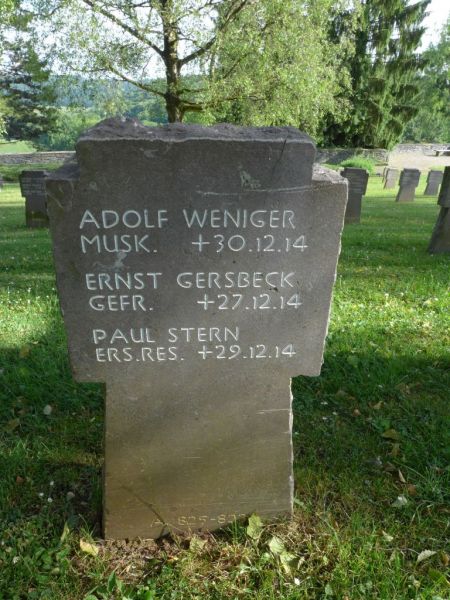 ADOLF WENIGER
MUSK. +30.12.14
ERNST GERSBECK
GEFR. +27.12.14
PAUL STERN
ERS.RES. +29.12.14